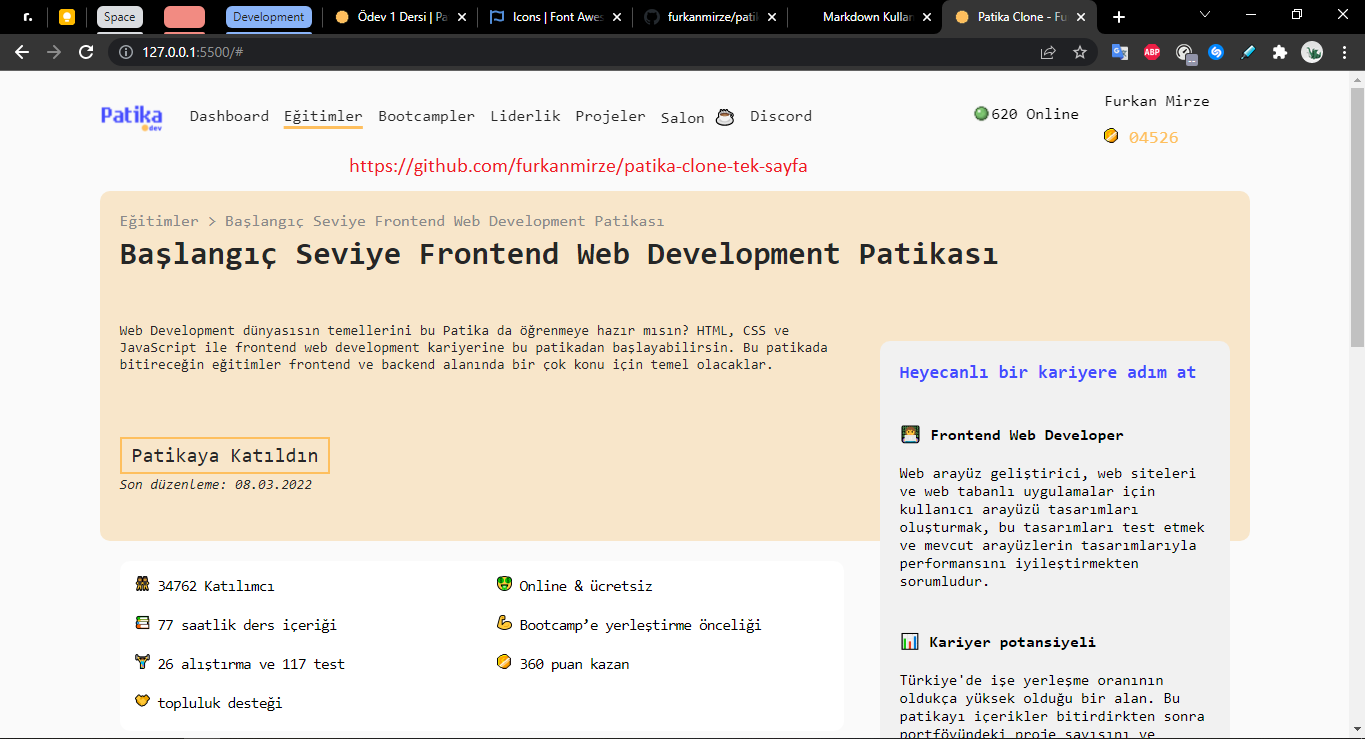 r.
Space
Development
Ödev 1 Dersi | Pa
Icons | Font Awes
furkanmirze/patik
Markdown Kullan
Patika Clone - Fu
127.0.0.1:5500/#
ABP
Patika
dev
Dashboard Eğitimler Bootcampler Liderlik Projeler Salon Discord
620 Online
Furkan Mirze
04526
https://github.com/furkanmirze/patika-clone-tek-sayfa
Eğitimler > Başlangıç Seviye Frontend Web Development Patikası
Başlangıç Seviye Frontend Web Development Patikası
Web Development dünyasısın temellerini bu Patika da öğrenmeye hazır mısın? HTML, CSS ve
JavaScript ile frontend web development kariyerine bu patikadan başlayabilirsin. Bu patikada
bitireceğin eğitimler frontend ve backend alanında bir çok konu için temel olacaklar.
Patikaya Katıldın
Son düzenleme: 08.03.2022
34762 Katılımcı
77 saatlik ders içeriği
26 alıştırma ve 117 test
topluluk desteği
Online & ücretsiz
Bootcamp’e yerleştirme önceliği
360 puan kazan
Heyecanlı bir kariyere adım at
Frontend Web Developer
Web arayüz geliştirici, web siteleri
ve web tabanlı uygulamalar için
kullanıcı arayüzü tasarımları
oluşturmak, bu tasarımları test etmek
ve mevcut arayüzlerin tasarımlarıyla
performansını iyileştirmekten
sorumludur.
Kariyer potansiyeli
Türkiye'de işe yerleşme oranının
oldukça yüksek olduğu bir alan. Bu
patikayı içerikler bitirdirkten sonra
portföyündeki proje sayısını ve